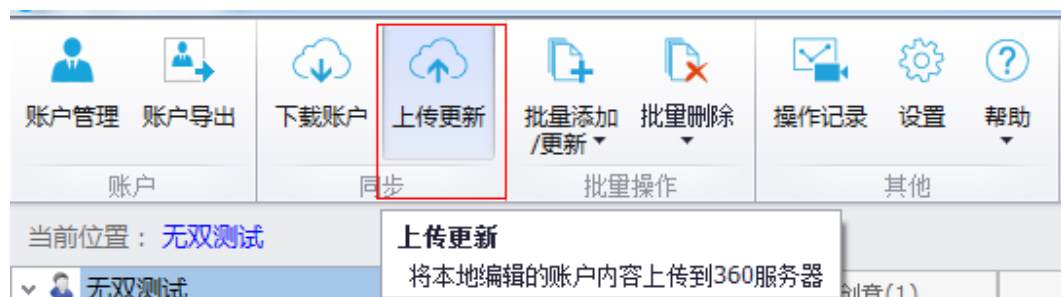 账户管理 账户导出 下载账户 上传更新 批量添加/更新 批量删除 操作记录 设置 帮助
账户 同步 批量操作 其他
当前位置：无双测试
上传更新
将本地编辑的账户内容上传到360服务器
无双测试
创意(1)